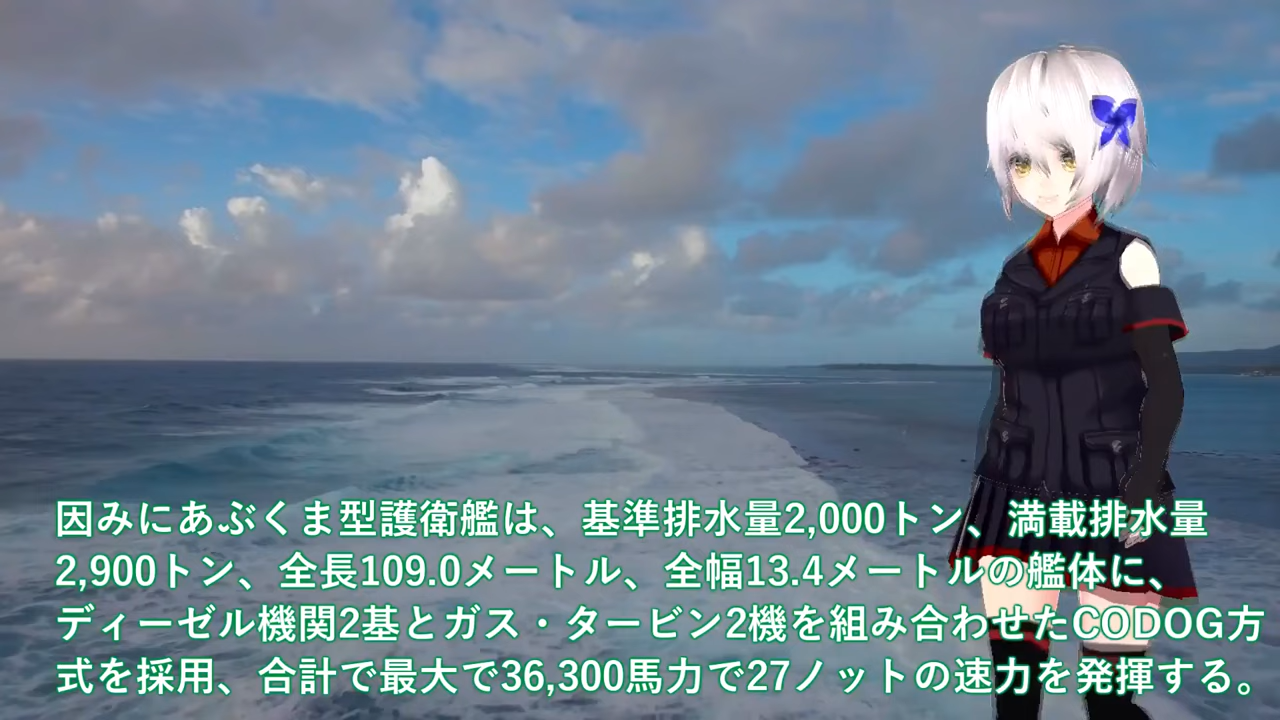 因みにあぶくま型護衛艦は、基準排水量2,000トン、満載排水量
2,900トン、全長109.0メートル、全幅13.4メートルの艦体に、
ディーゼル機関2基とガス・タービン2機を組み合わせたCODOG方
式を採用、合計で最大で36,300馬力で27ノットの速力を発揮する。